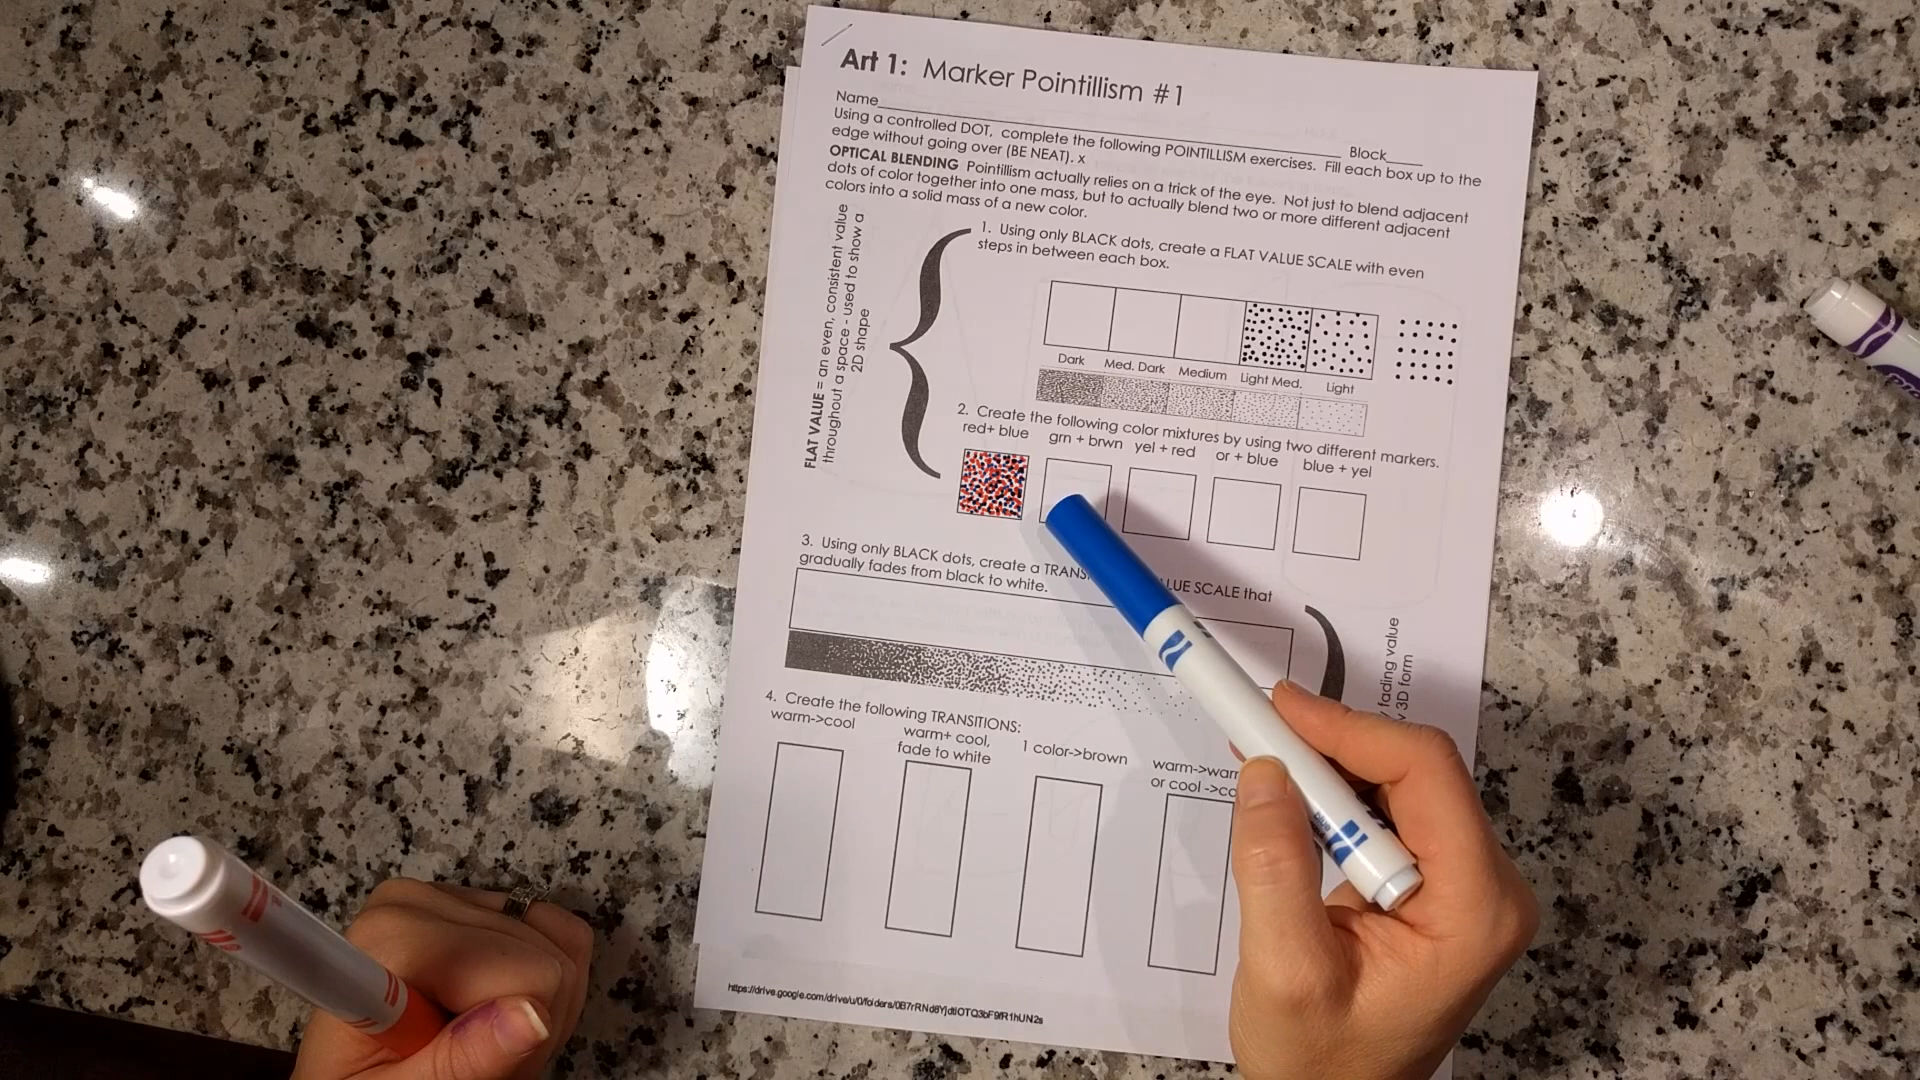 Art 1: Marker Pointillism #1
Name Block
Using a controlled DOT, complete the following POINTILLISM exercises. Fill each box up to the
edge without going over (BE NEAT). x
OPTICAL BLENDING Pointillism actually relies on a trick of the eye. Not just to blend adjacent
dots of color together into one mass, but to actually blend two or more different adjacent
colors into a solid mass of a new color.
FLAT VALUE = an even, consistent value
throughout a space - used to show a
2D shape
1. Using only BLACK dots, create a FLAT VALUE SCALE with even
steps in between each box.
Dark Med. Dark Medium Light Med. Light
2. Create the following color mixtures by using two different markers.
red+ blue grn + brwn yel + red or + blue blue + yel
3. Using only BLACK dots, create a SCALE that
gradually fades from black to white.
fading value
3D form
4. Create the following TRANSITIONS:
warm->cool
warm+ cool,
fade to white
1 color->brown
warm->
or cool ->
blue